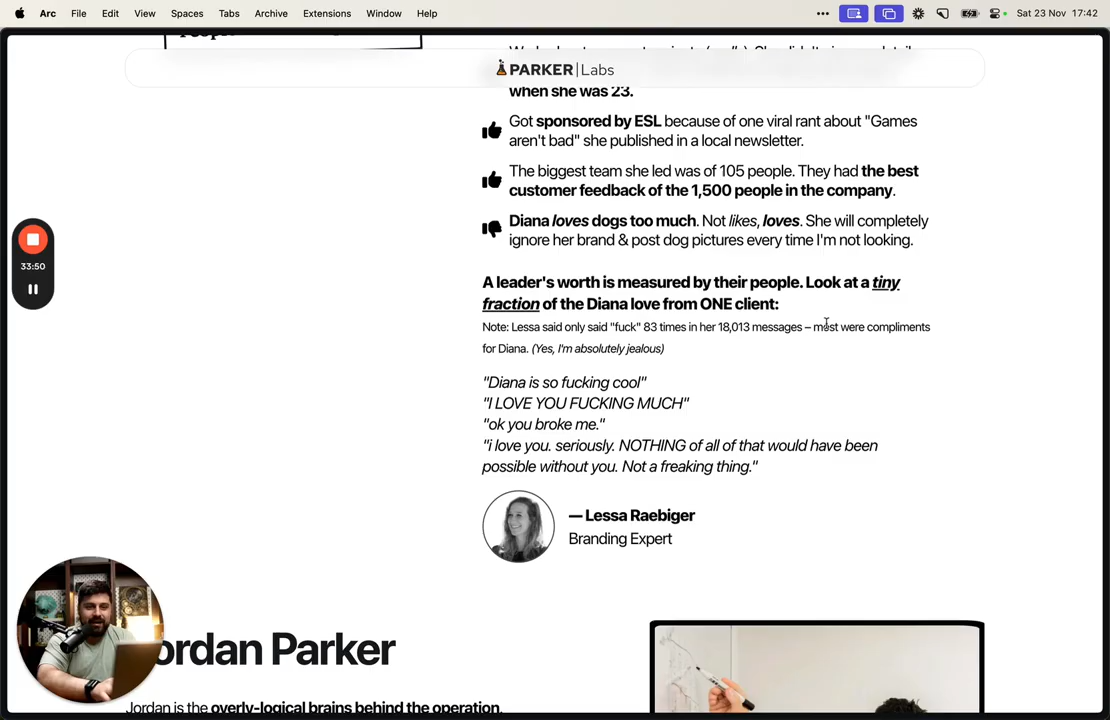 Arc File Edit View Spaces Tabs Archive Extensions Window Help Sat 23 Nov 17:42
PARKER|Labs
when she was 23.
Got sponsored by ESL because of one viral rant about "Games
aren't bad" she published in a local newsletter.
The biggest team she led was of 105 people. They had the best
customer feedback of the 1,500 people in the company.
Diana loves dogs too much. Not likes, loves. She will completely
ignore her brand & post dog pictures every time I'm not looking.
33:50
A leader's worth is measured by their people. Look at a tiny
fraction of the Diana love from ONE client:
Note: Lessa said only said "fuck" 83 times in her 18,013 messages – most were compliments
for Diana. (Yes, I'm absolutely jealous)
"Diana is so fucking cool"
"I LOVE YOU FUCKING MUCH"
"ok you broke me."
"i love you. seriously. NOTHING of all of that would have been
possible without you. Not a freaking thing."
— Lessa Raebiger
Branding Expert
ordan Parker
Jordan is the overly-logical brains behind the operation.